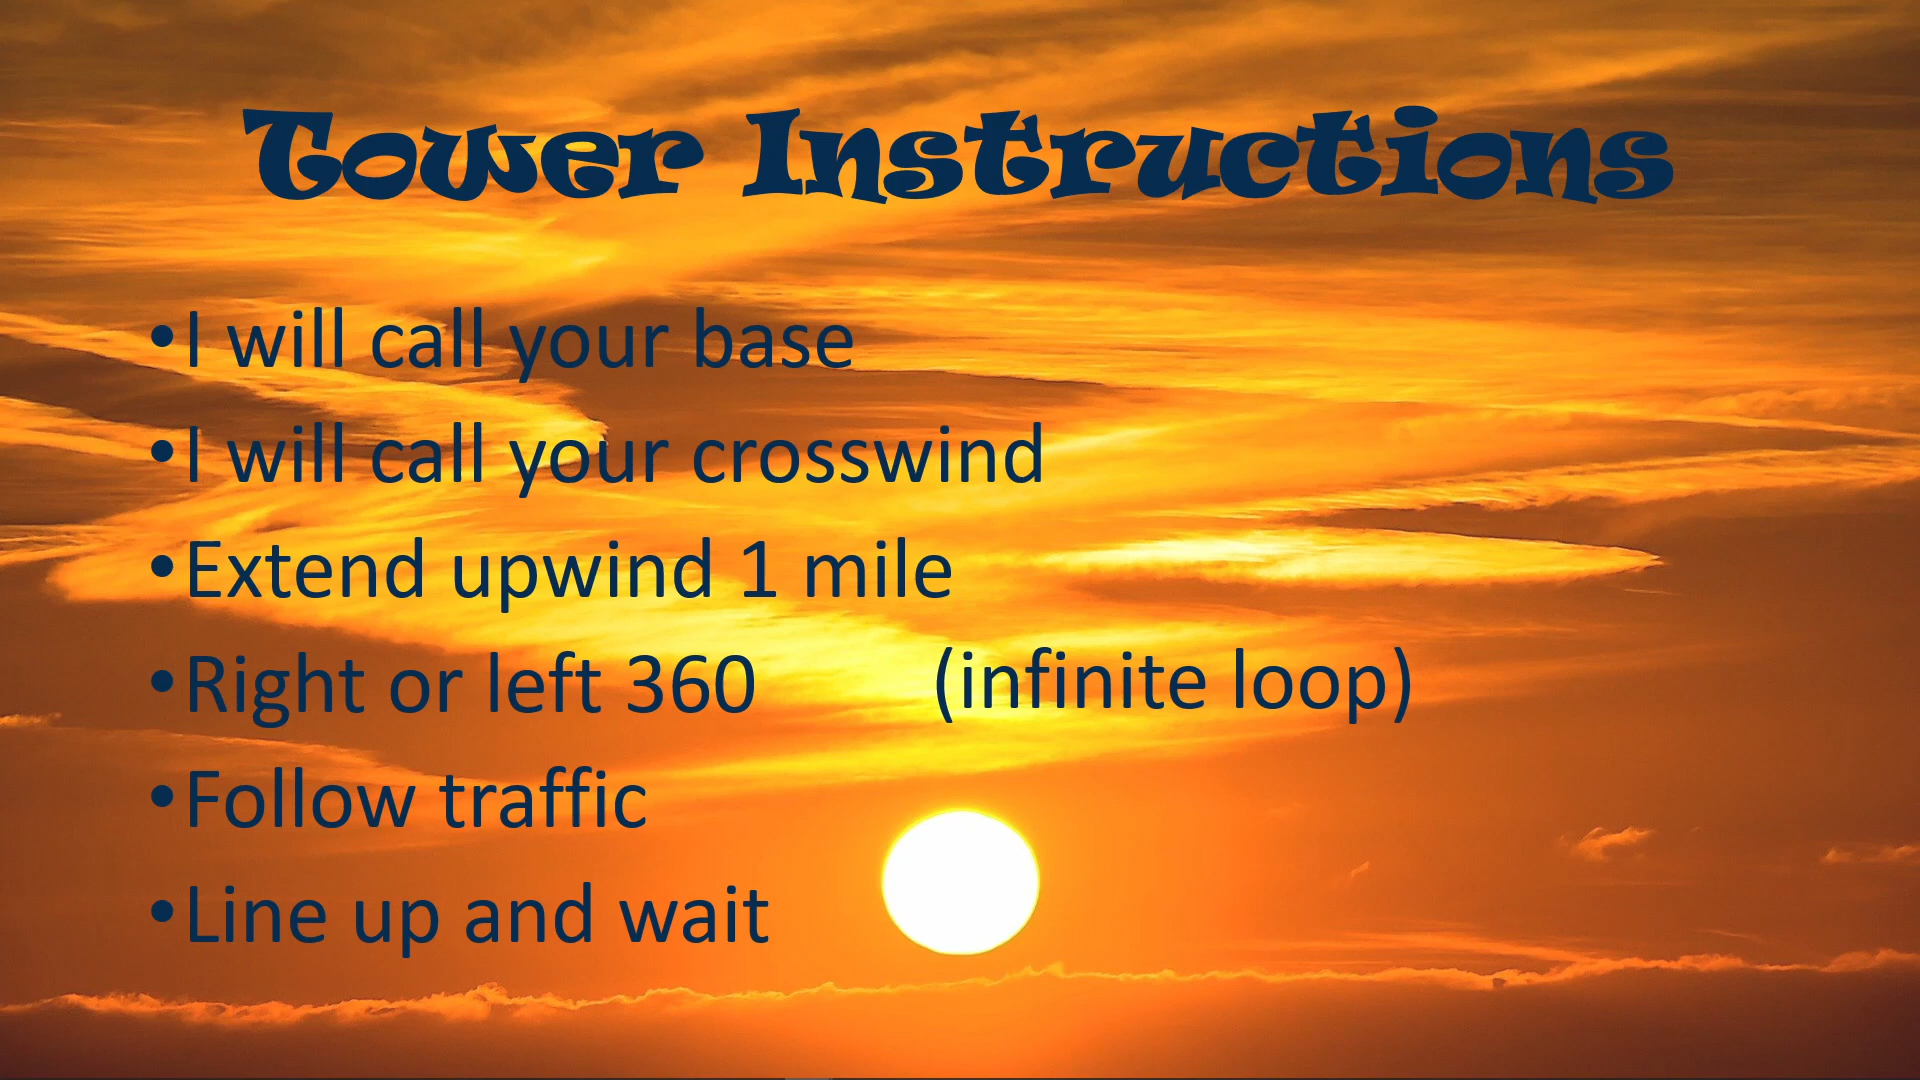 Tower Instructions
•I will call your base
•I will call your crosswind
•Extend upwind 1 mile
•Right or left 360 (infinite loop)
•Follow traffic
•Line up and wait